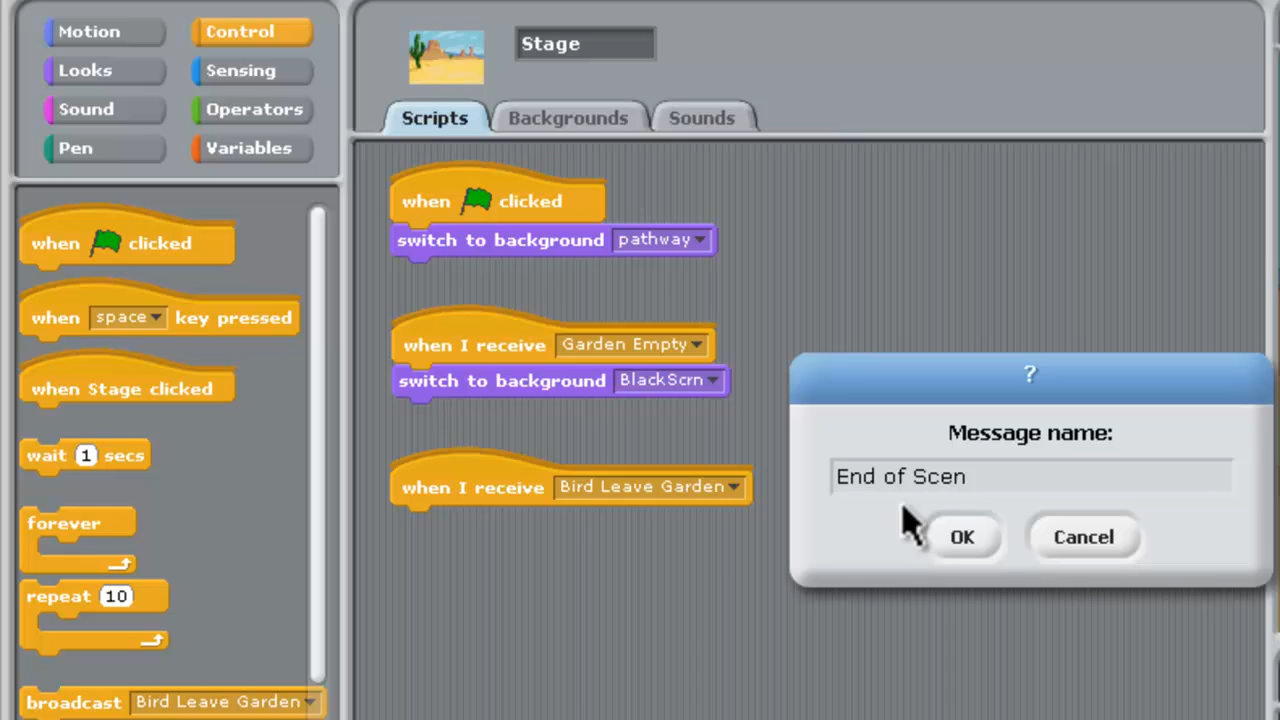 Motion
Control
Looks
Sensing
Sound
Operators
Pen
Variables
when clicked
when space key pressed
when Stage clicked
wait 1 secs
forever
repeat 10
broadcast Bird Leave Garden
Stage
Scripts
Backgrounds
Sounds
when clicked
switch to background pathway
when I receive Garden Empty
switch to background BlackScrn
when I receive Bird Leave Garden
?
Message name:
End of Scen
OK
Cancel